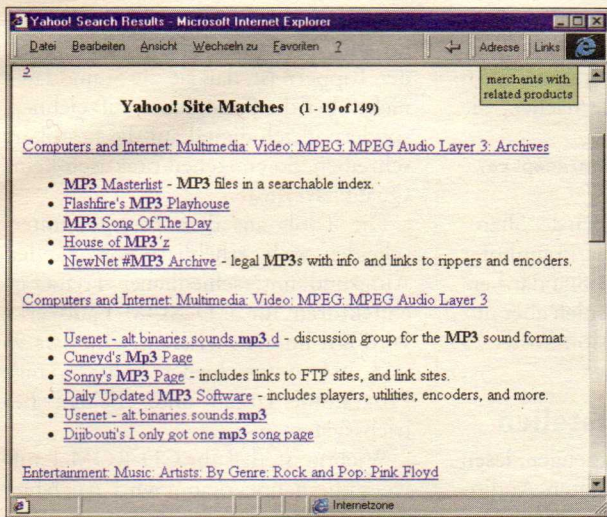 Yahoo! Search Results - Microsoft Internet Explorer
Datei Bearbeiten Ansicht Wechseln zu Favoriten ? Adresse Links
3
merchants with
related products
Yahoo! Site Matches (1 - 19 of 149)
Computers and Internet: Multimedia: Video: MPEG: MPEG Audio Layer 3: Archives
• MP3 Masterlist - MP3 files in a searchable index.
• Flashfire's MP3 Playhouse
• MP3 Song Of The Day
• House of MP3´z
• NewNet #MP3 Archive - legal MP3s with info and links to rippers and encoders.
Computers and Internet: Multimedia: Video: MPEG: MPEG Audio Layer 3
• Usenet - alt.binaries.sounds.mp3 d - discussion group for the MP3 sound format.
• Cuneyd's Mp3 Page
• Sonny's MP3 Page - includes links to FTP sites, and link sites.
• Daily Updated MP3 Software - includes players, utilities, encoders, and more.
• Usenet - alt.binaries.sounds.mp3
• Dijibouti's I only got one mp3 song page
Entertainment: Music: Artists: By Genre: Rock and Pop: Pink Floyd
Internetzone